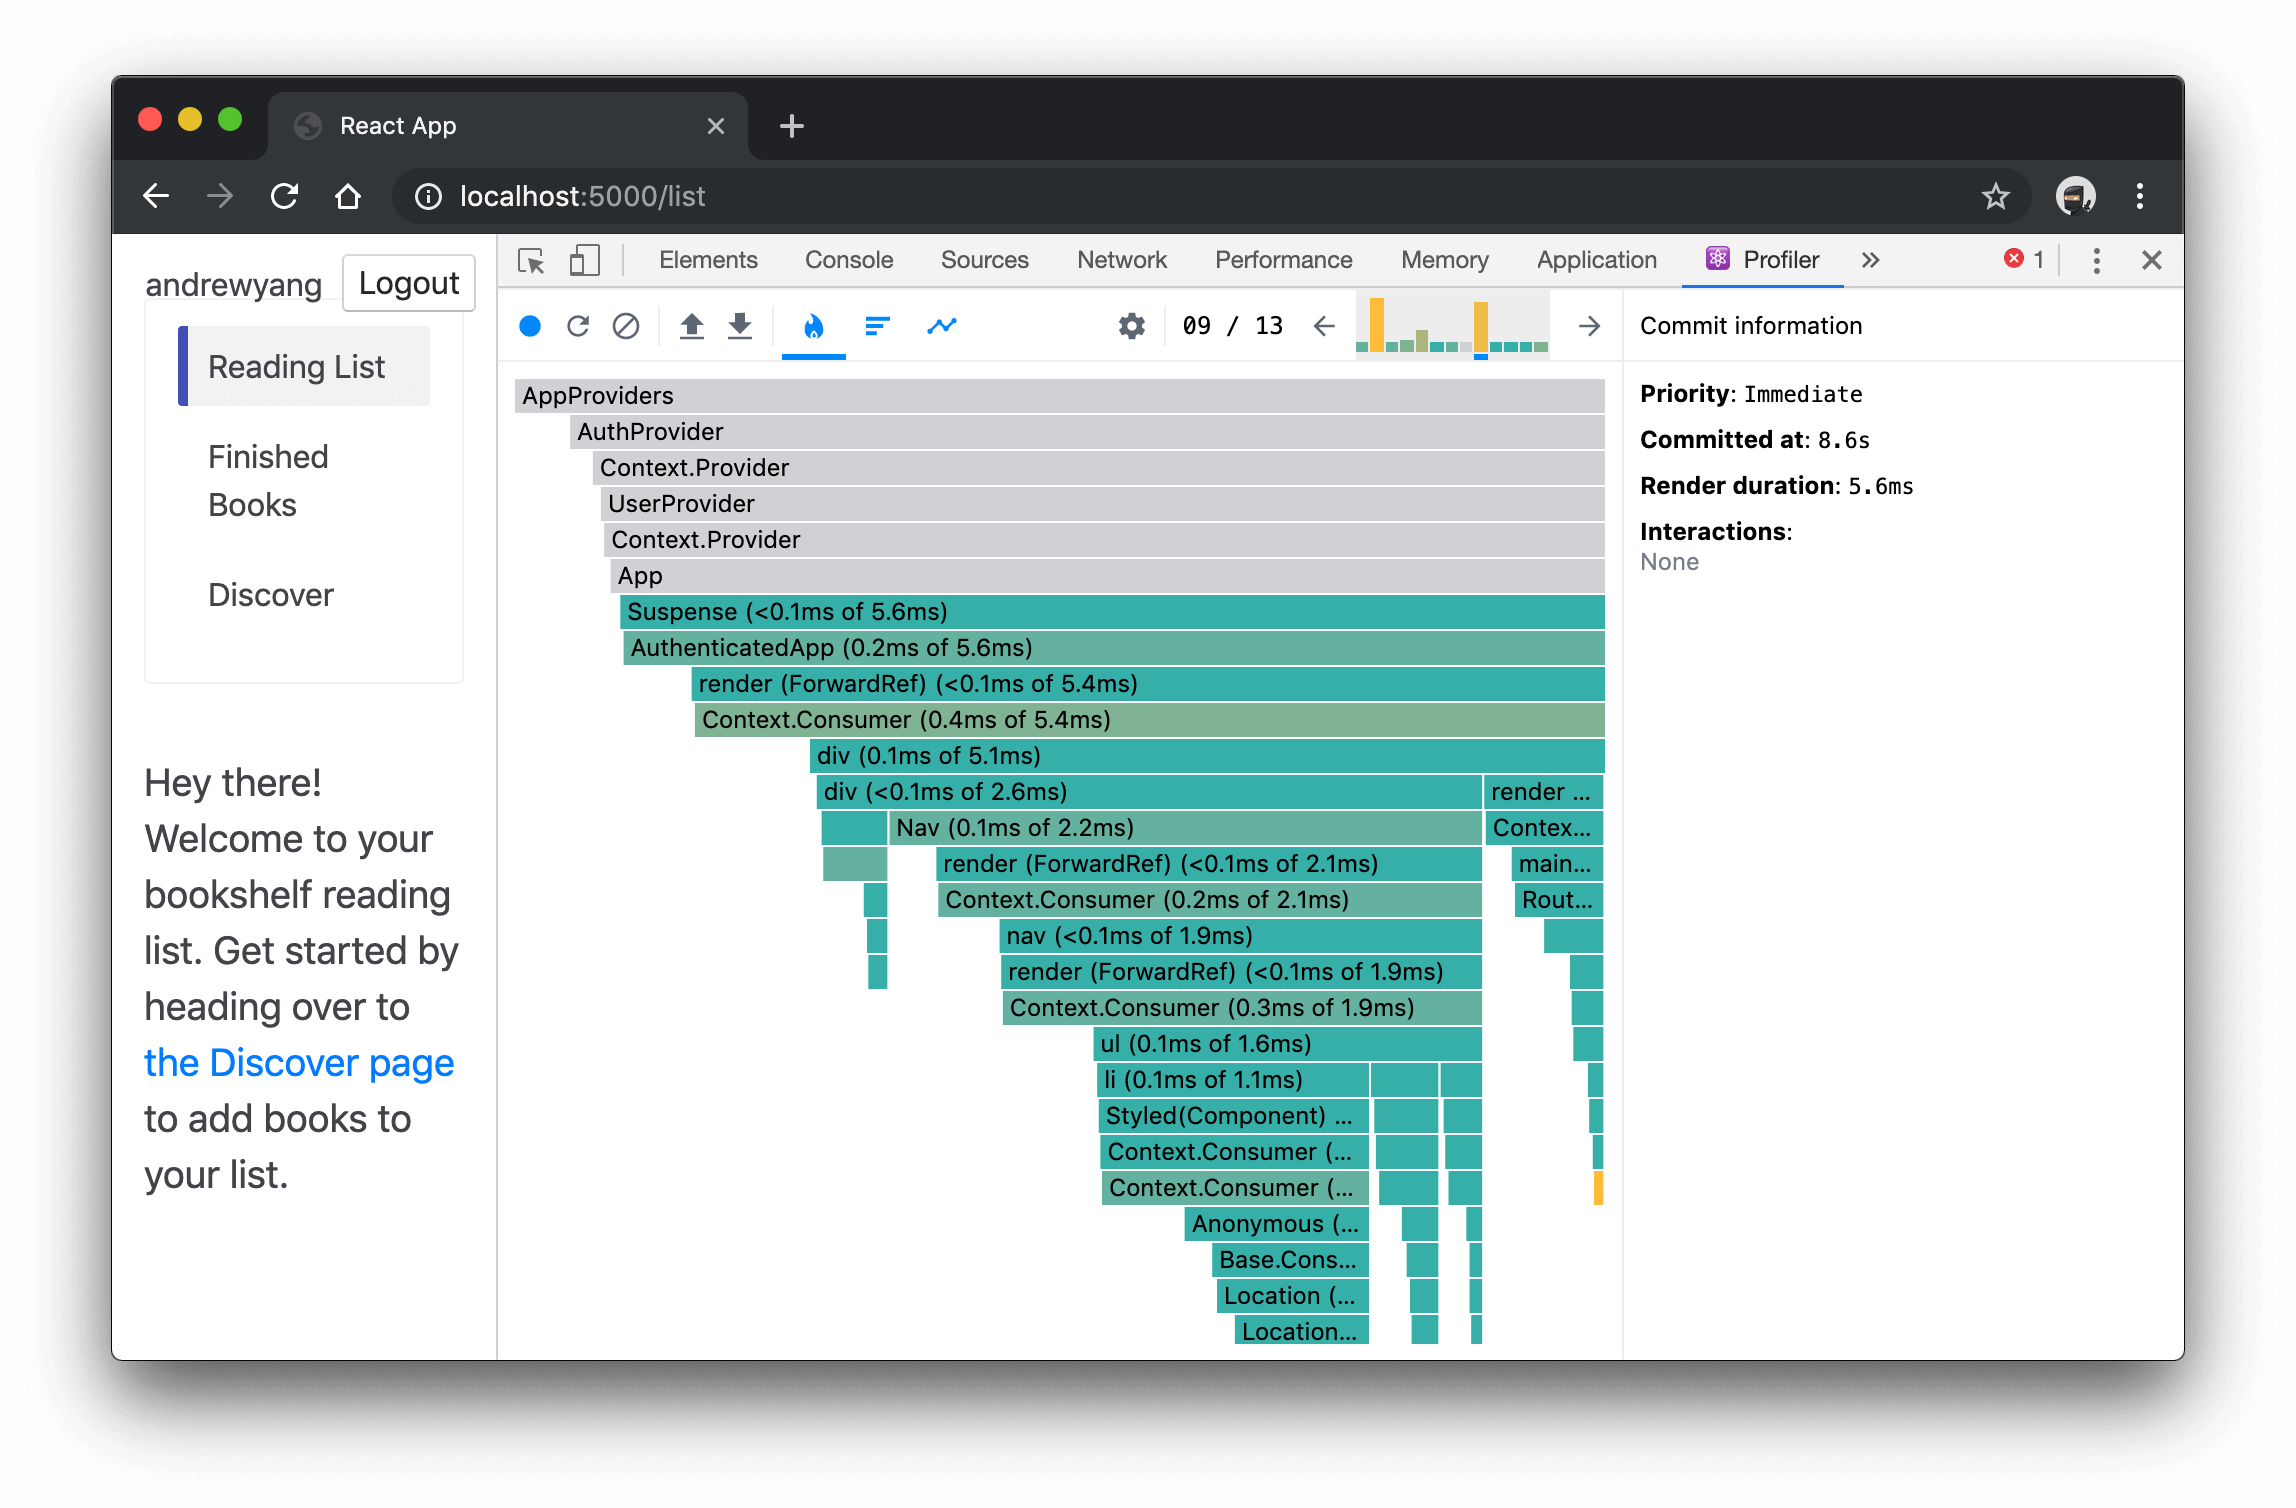 React App
localhost:5000/list
andrewyang
Logout
Reading List
Finished
Books
Discover
Hey there!
Welcome to your
bookshelf reading
list. Get started by
heading over to
the Discover page
to add books to
your list.
Elements Console Sources Network Performance Memory Application Profiler 1
09 / 13
AppProviders
AuthProvider
Context.Provider
UserProvider
Context.Provider
App
Suspense (<0.1ms of 5.6ms)
AuthenticatedApp (0.2ms of 5.6ms)
render (ForwardRef) (<0.1ms of 5.4ms)
Context.Consumer (0.4ms of 5.4ms)
div (0.1ms of 5.1ms)
div (<0.1ms of 2.6ms) render ...
Nav (0.1ms of 2.2ms) Contex...
render (ForwardRef) (<0.1ms of 2.1ms) main...
Context.Consumer (0.2ms of 2.1ms) Rout...
nav (<0.1ms of 1.9ms)
render (ForwardRef) (<0.1ms of 1.9ms)
Context.Consumer (0.3ms of 1.9ms)
ul (0.1ms of 1.6ms)
li (0.1ms of 1.1ms)
Styled(Component) ...
Context.Consumer (...
Context.Consumer (...
Anonymous (...
Base.Cons...
Location (...
Location...
Commit information
Priority: Immediate
Committed at: 8.6s
Render duration: 5.6ms
Interactions:
None